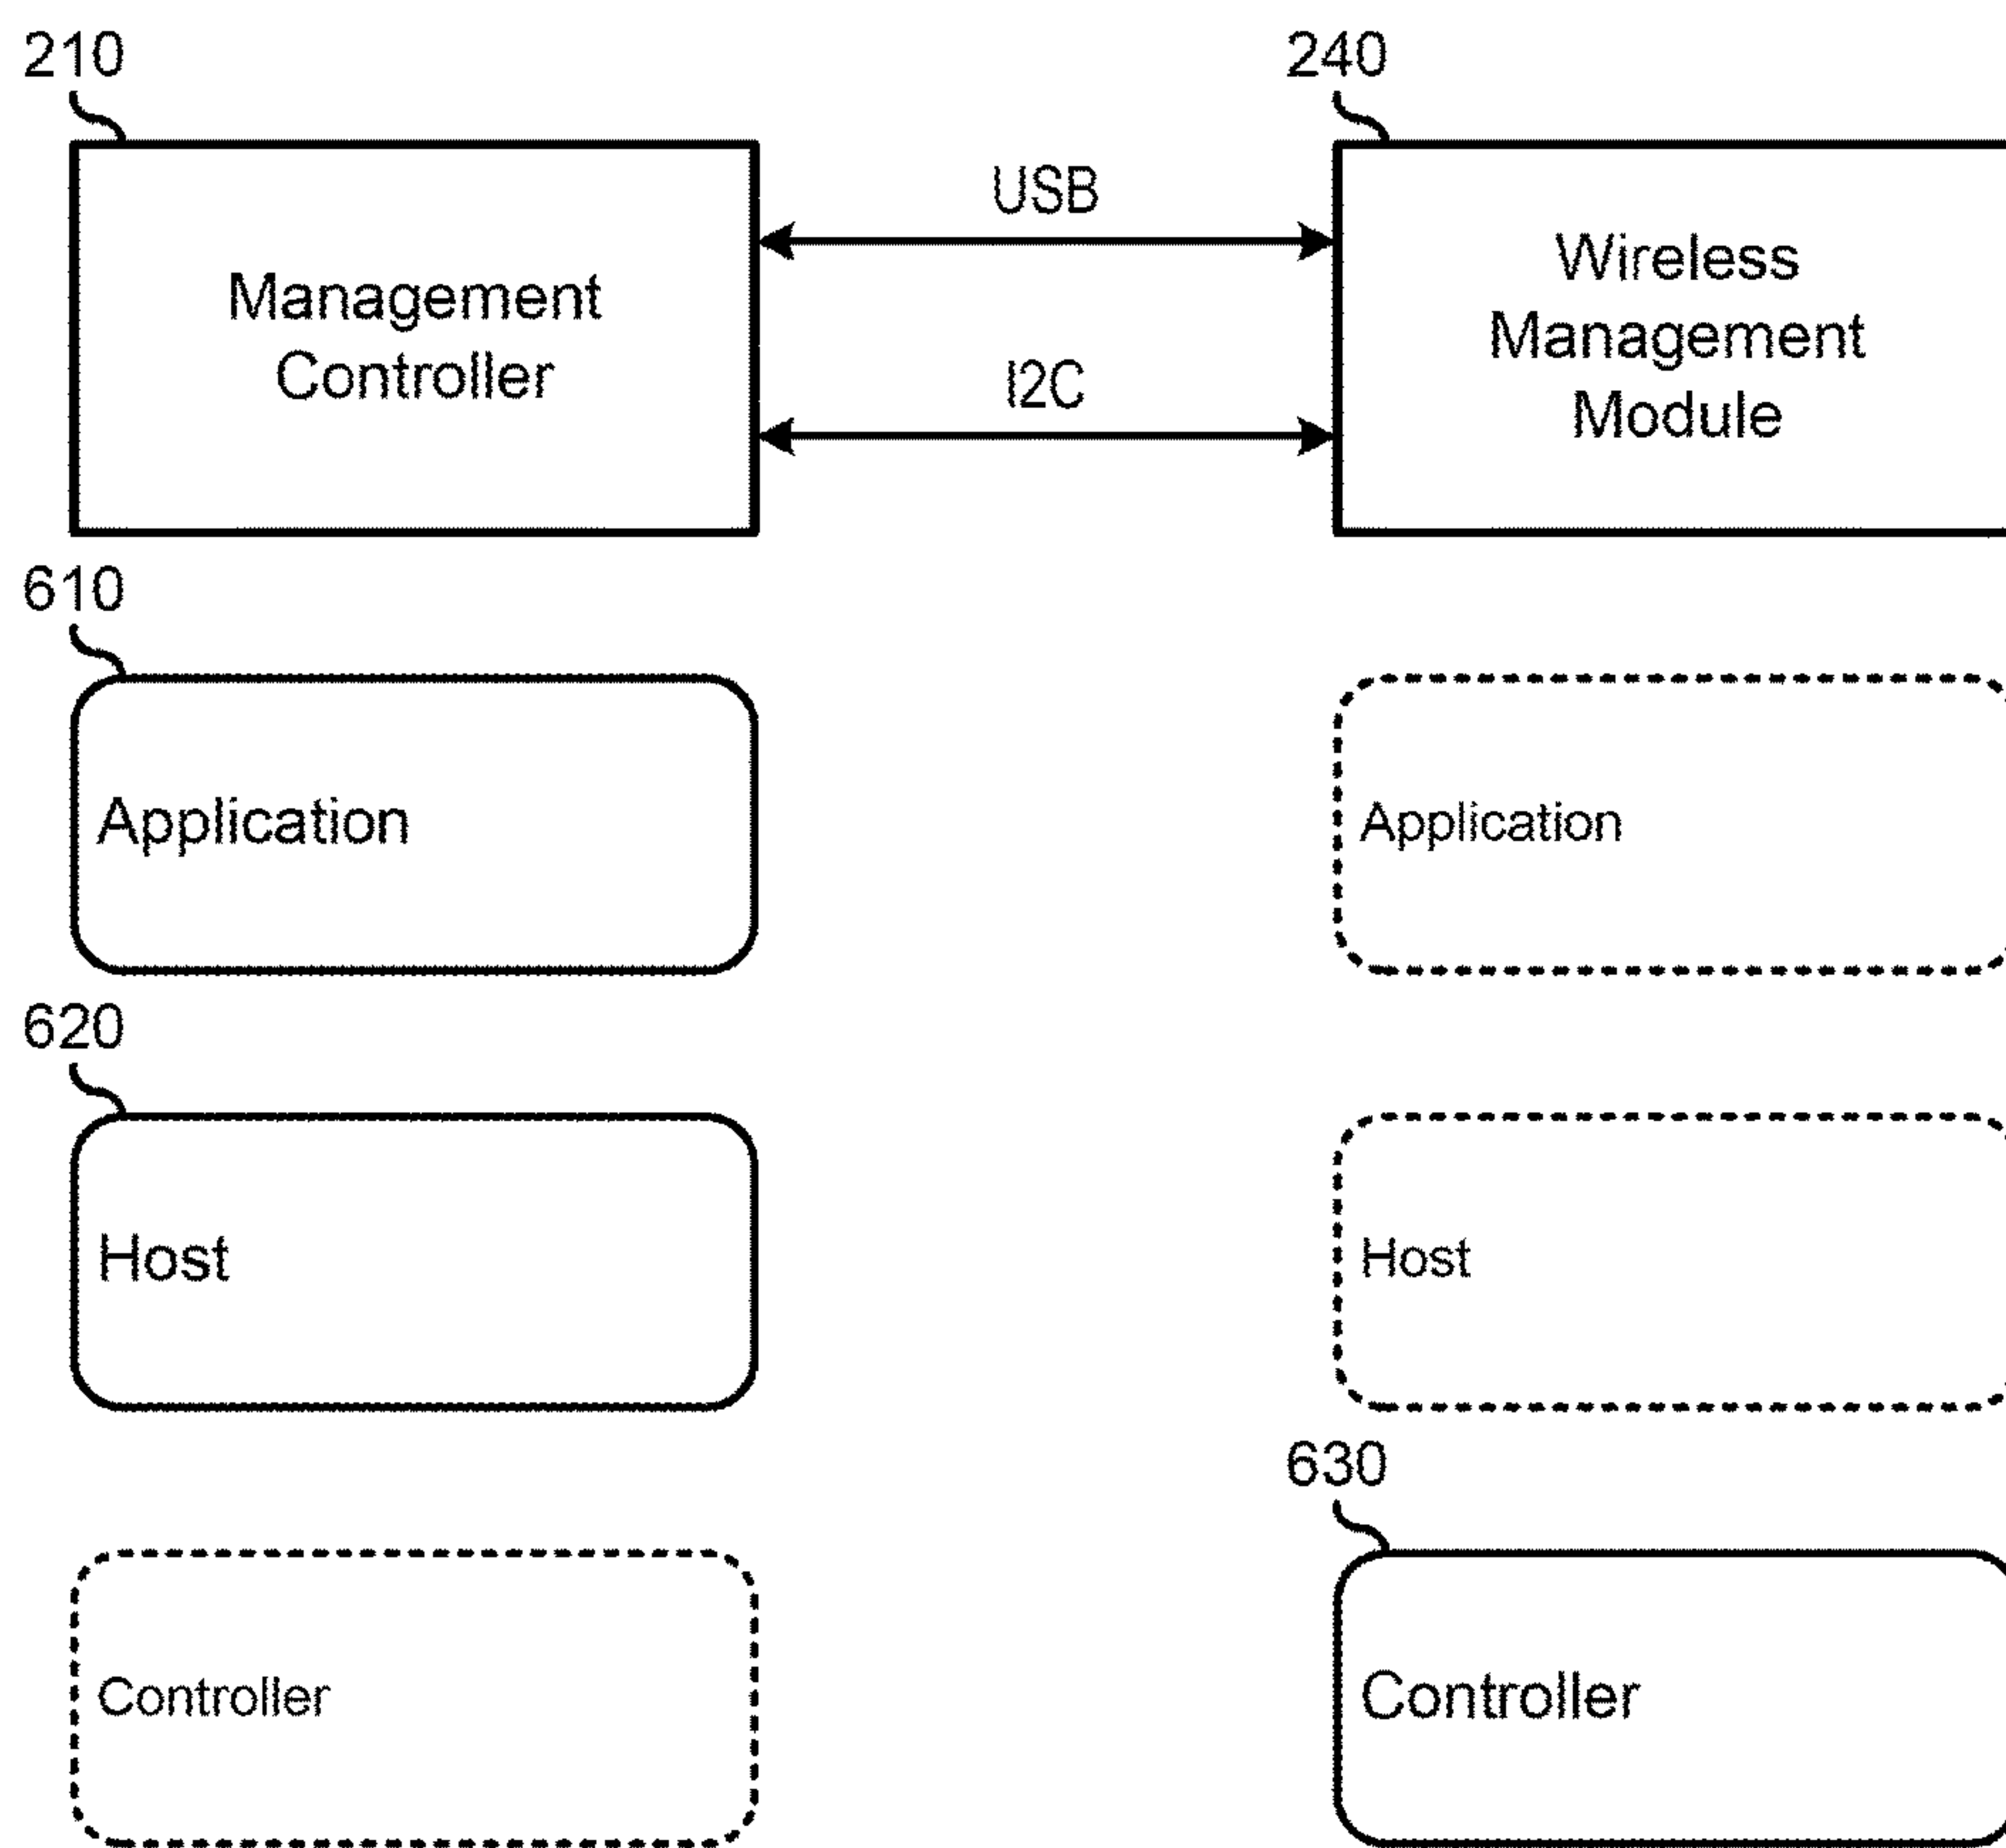 210
240
Management
Controller
USB
I2C
Wireless
Management
Module
610
Application
Application
620
Host
Host
630
Controller
Controller